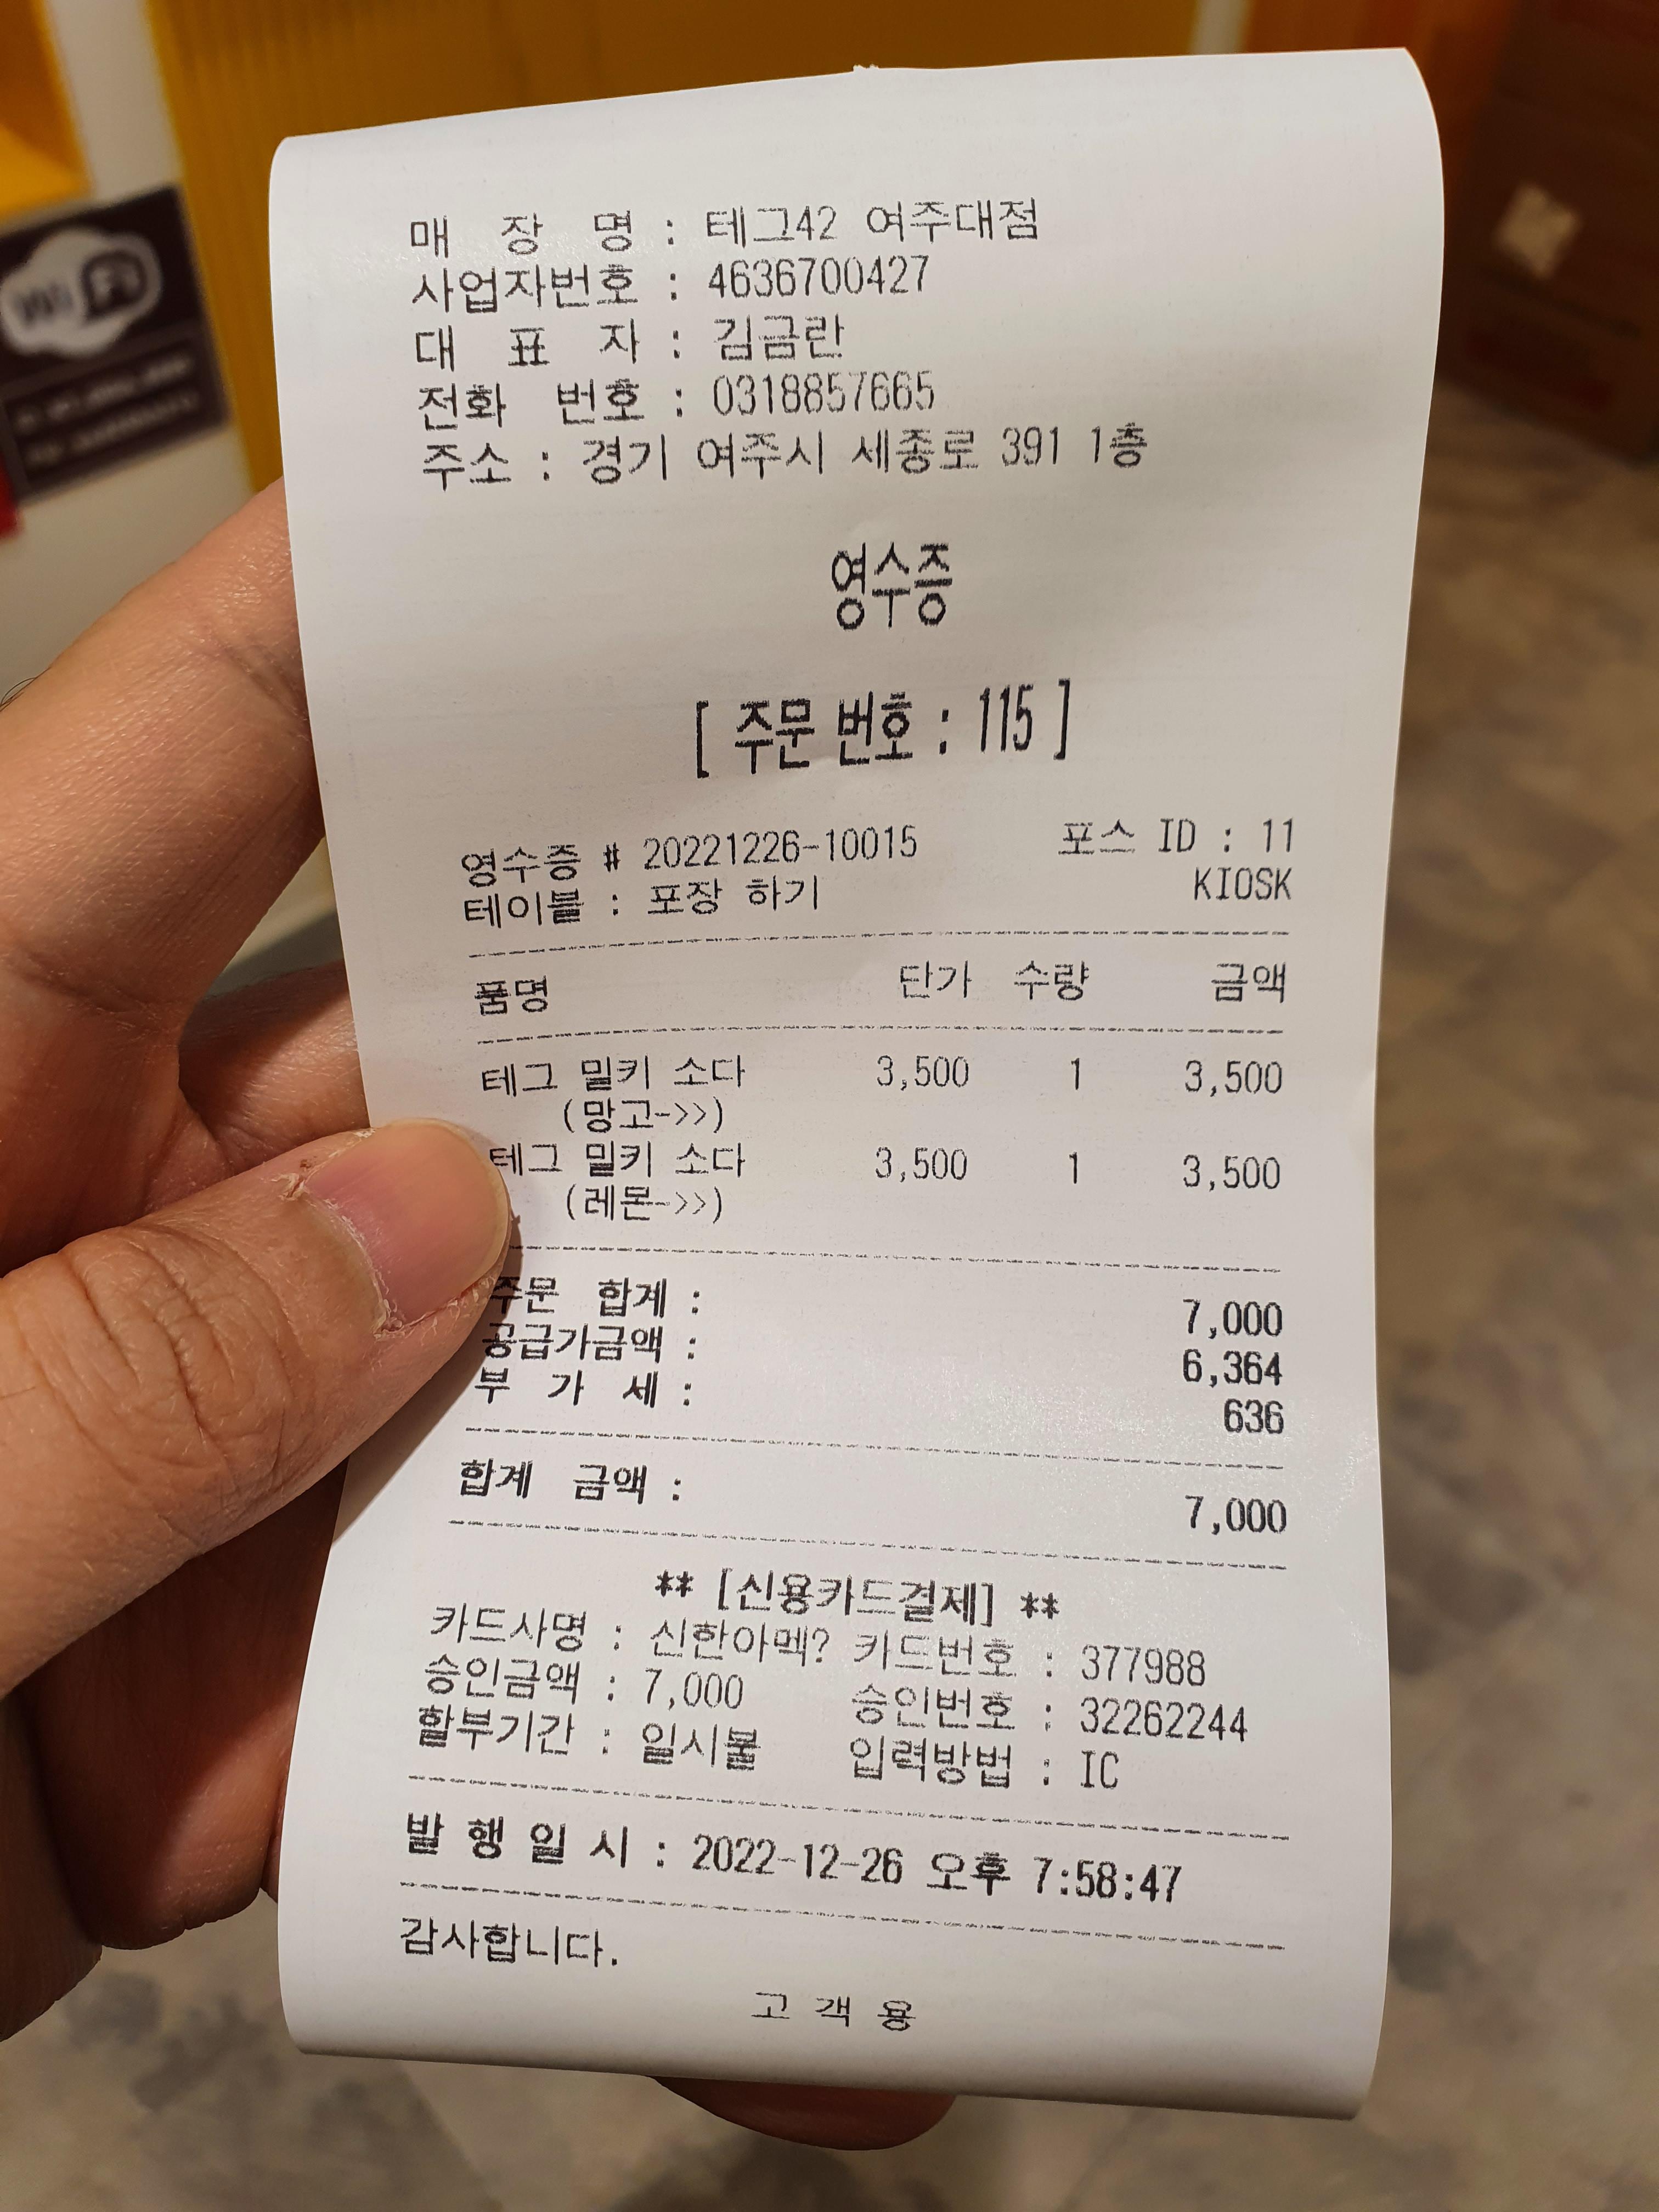 매 장 명 : 테그42 여주대점
사업자번호 : 4636700427
대 표 자 : 김금란
전화 번호 : 0318857665
주소 : 경기 여주시 세종로 391 1층
영수증
[ 주문 번호 : 115 ]
영수증 # 20221226-10015 포스 ID : 11
테이블 : 포장 하기 KIOSK
품명 단가 수량 금액
테그 밀키 소다 3,500 1 3,500
(망고->>)
테그 밀키 소다 3,500 1 3,500
(레몬->>)
주문 합계 : 7,000
공급가금액 : 6,364
부 가 세 : 636
합계 금액 : 7,000
** [신용카드결제] **
카드사명 : 신한아멕? 카드번호 : 377988
승인금액 : 7,000 승인번호 : 32262244
할부기간 : 일시불 입력방법 : IC
발 행 일 시 : 2022-12-26 오후 7:58:47
감사합니다.
고 객 용